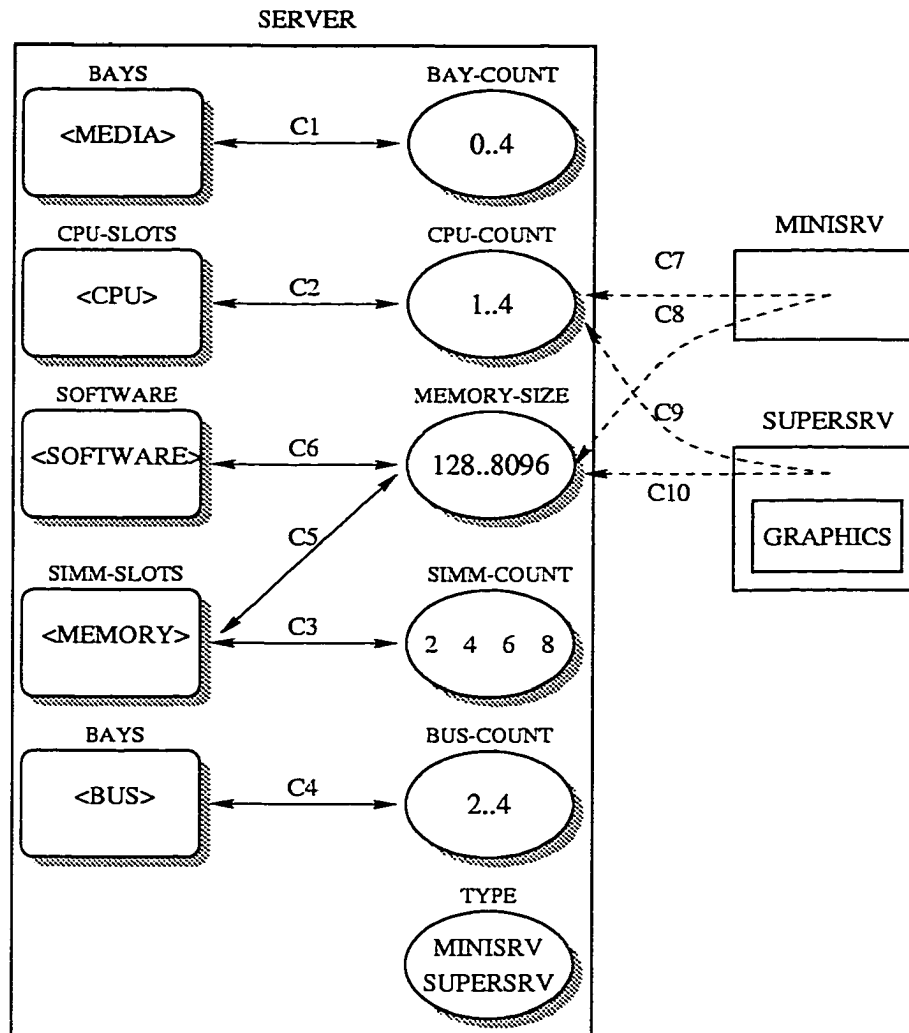 SERVER
BAYS
BAY-COUNT
<MEDIA>
C1
0..4
CPU-SLOTS
CPU-COUNT
MINISRV
<CPU>
C2
1..4
C7
C8
SOFTWARE
MEMORY-SIZE
C9
SUPERSRV
<SOFTWARE>
C6
128..8096
C10
GRAPHICS
C5
SIMM-SLOTS
SIMM-COUNT
<MEMORY>
C3
2 4 6 8
BAYS
BUS-COUNT
<BUS>
C4
2..4
TYPE
MINISRV
SUPERSRV